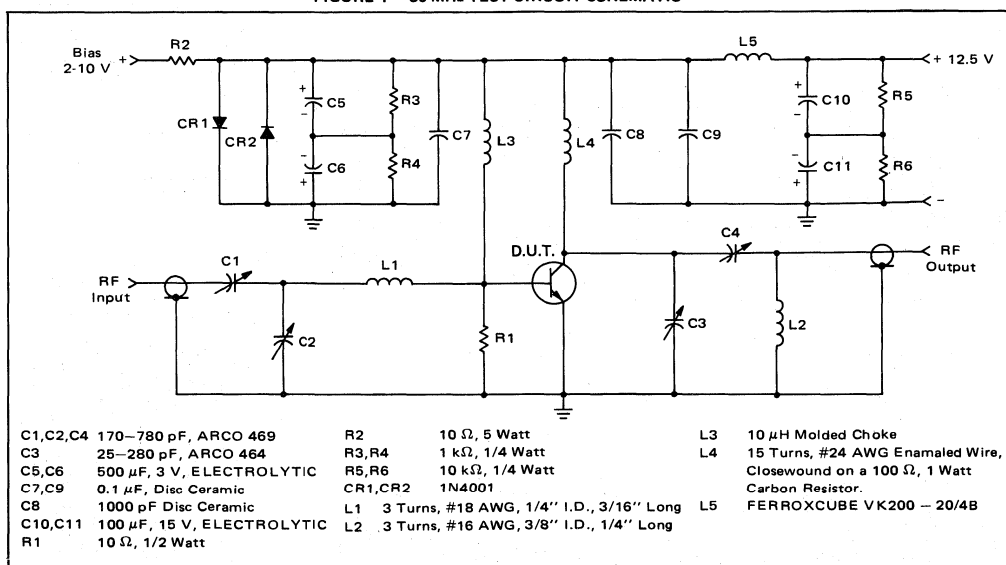 FIGURE 1 – 30 MHz TEST CIRCUIT SCHEMATIC
Bias
2-10 V
+
R2
L5
+ 12.5 V
+
C5
–
R3
CR1
CR2
–
C6
+
R4
C7
L3
L4
C8
C9
+
C10
–
R5
–
C11
+
R6
–
D.U.T.
C4
RF
Input
C1
L1
RF
Output
C2
R1
C3
L2
C1,C2,C4 170–780 pF, ARCO 469
C3 25–280 pF, ARCO 464
C5,C6 500 μF, 3 V, ELECTROLYTIC
C7,C9 0.1 μF, Disc Ceramic
C8 1000 pF Disc Ceramic
C10,C11 100 μF, 15 V, ELECTROLYTIC
R1 10 Ω, 1/2 Watt
R2 10 Ω, 5 Watt
R3,R4 1 kΩ, 1/4 Watt
R5,R6 10 kΩ, 1/4 Watt
CR1,CR2 1N4001
L1 3 Turns, #18 AWG, 1/4'' I.D., 3/16'' Long
L2 3 Turns, #16 AWG, 3/8'' I.D., 1/4'' Long
L3 10 μH Molded Choke
L4 15 Turns, #24 AWG Enamaled Wire,
Closewound on a 100 Ω, 1 Watt
Carbon Resistor.
L5 FERROXCUBE VK200 – 20/4B